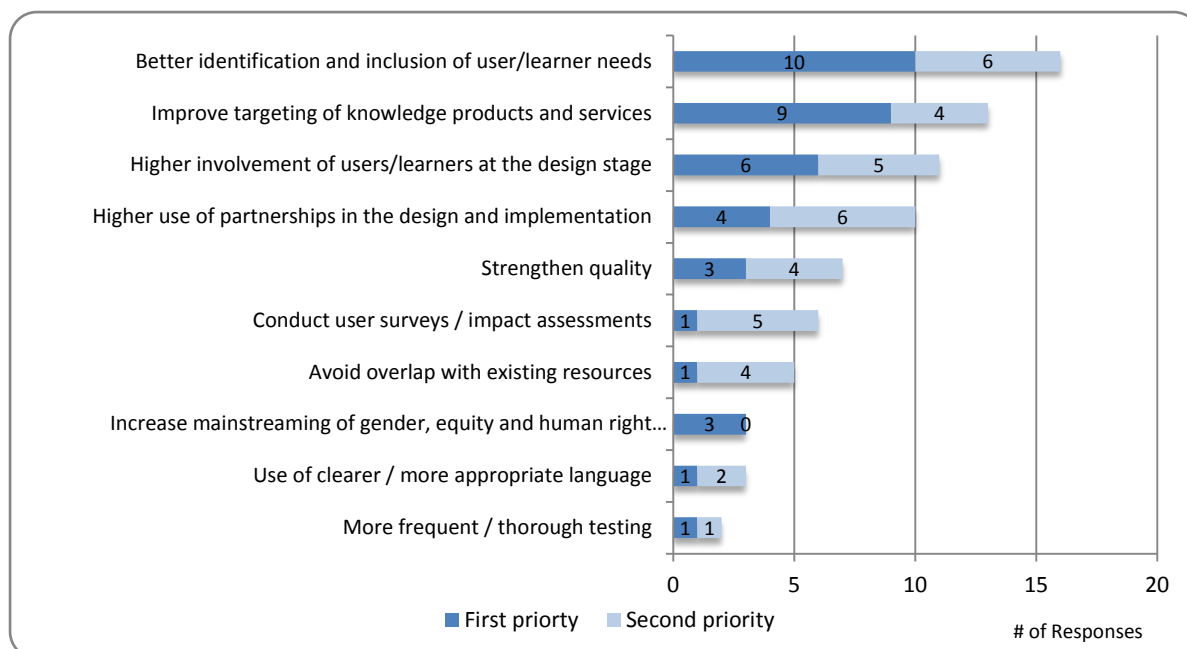 Better identification and inclusion of user/learner needs 10 6
Improve targeting of knowledge products and services 9 4
Higher involvement of users/learners at the design stage 6 5
Higher use of partnerships in the design and implementation 4 6
Strengthen quality 3 4
Conduct user surveys / impact assessments 1 5
Avoid overlap with existing resources 1 4
Increase mainstreaming of gender, equity and human right... 3 0
Use of clearer / more appropriate language 1 2
More frequent / thorough testing 1 1
0 5 10 15 20
First priorty Second priority
# of Responses